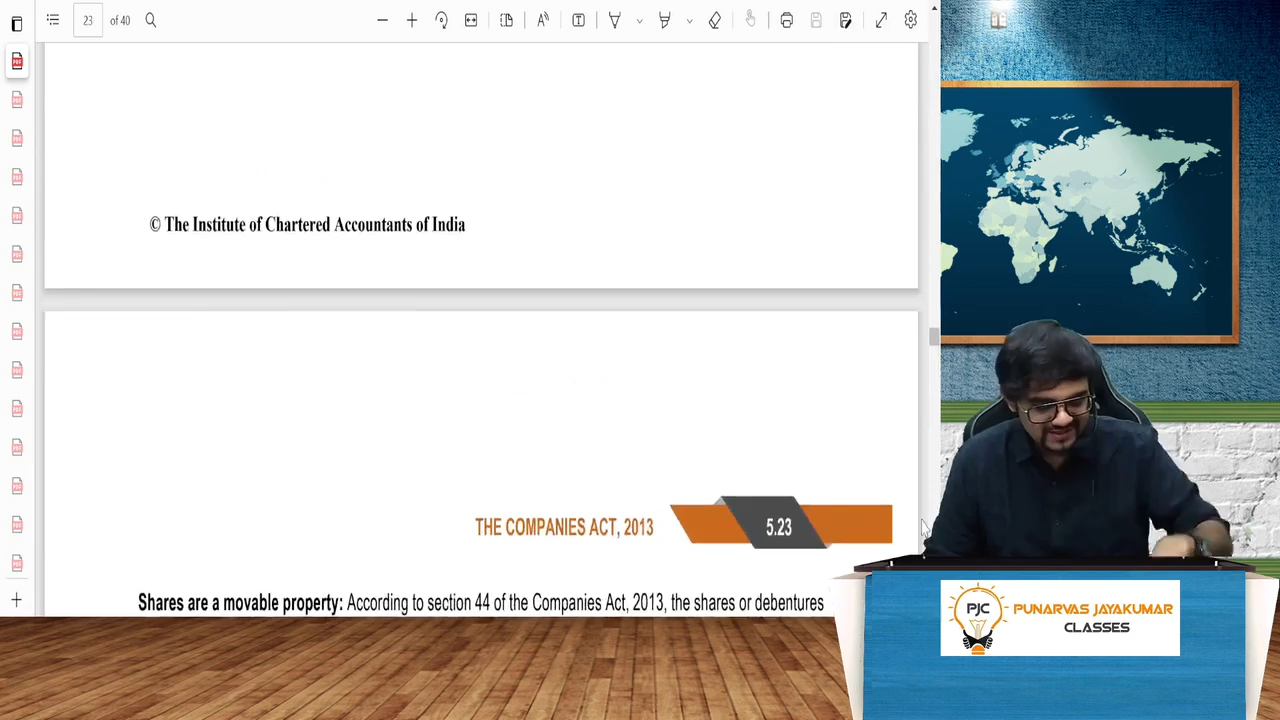 23 of 40
© The Institute of Chartered Accountants of India
THE COMPANIES ACT, 2013
5.23
Shares are a movable property: According to section 44 of the Companies Act, 2013, the shares or debentures
PJC PUNARVAS JAYAKUMAR
CLASSES